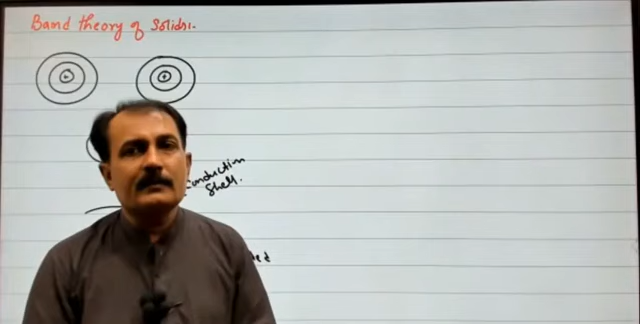 Band theory of Solids.
Conduction
Shell.